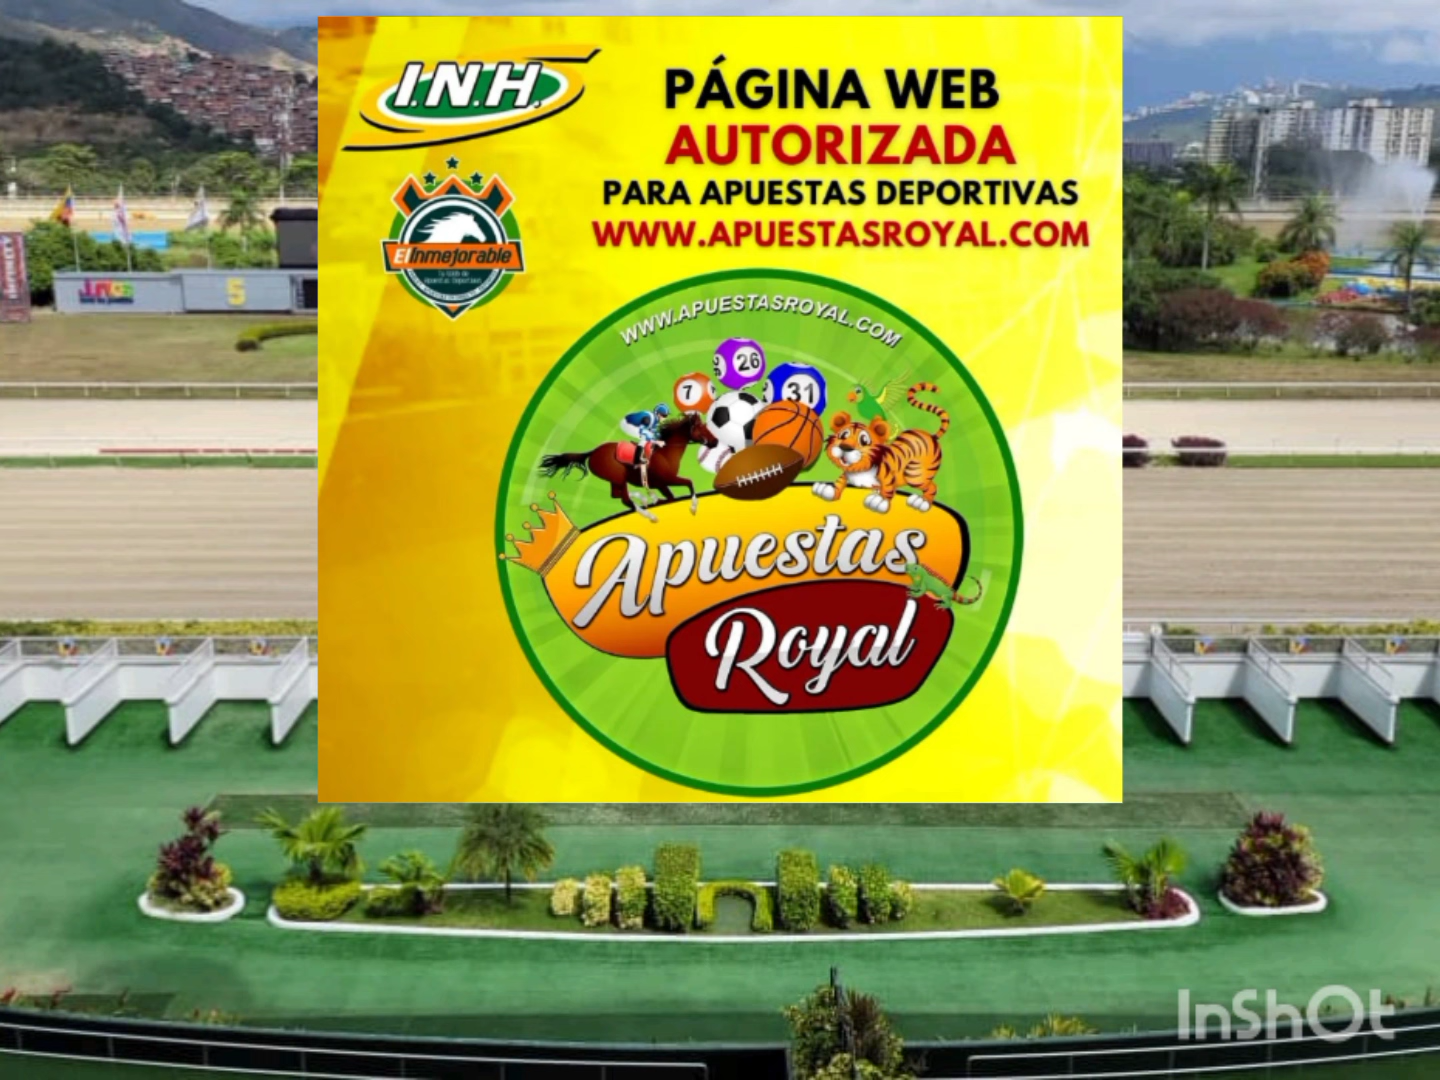 I.N.H.
PÁGINA WEB
AUTORIZADA
PARA APUESTAS DEPORTIVAS
WWW.APUESTASROYAL.COM
El Inmejorable
WWW.APUESTASROYAL.COM
26
7
31
Apuestas
Royal
5
InShOt